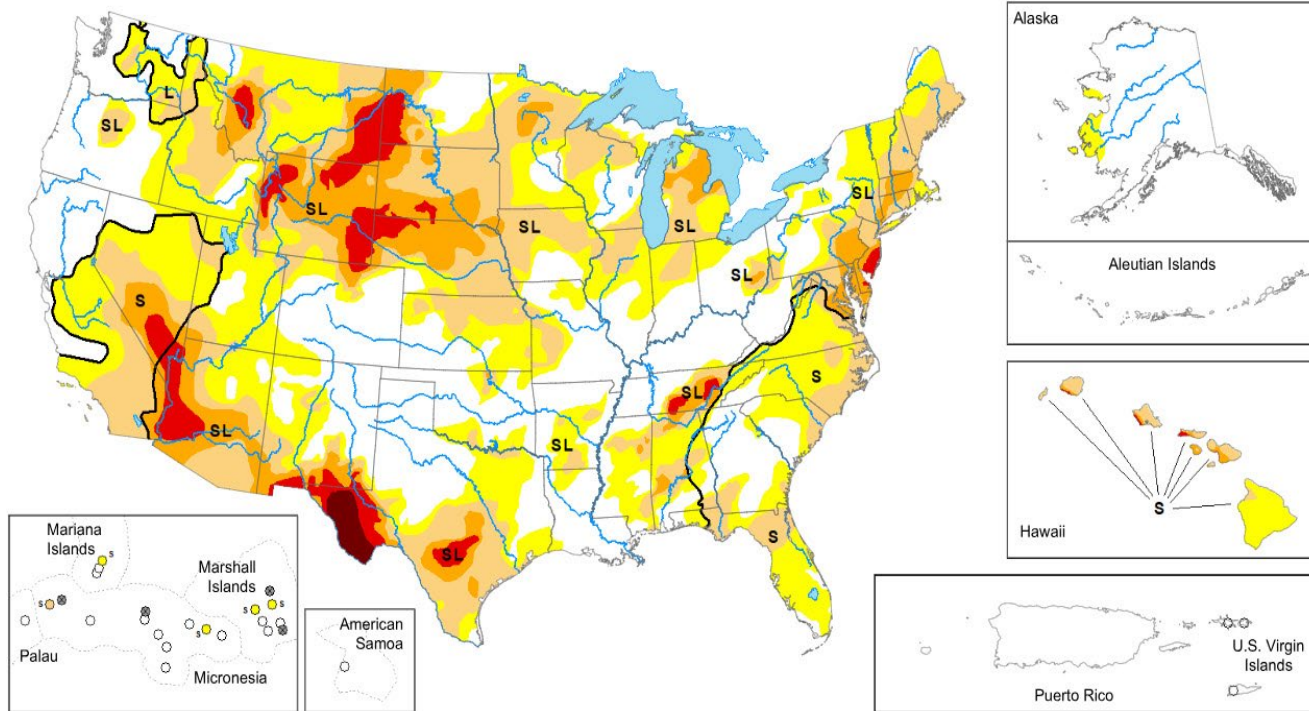 Alaska
Aleutian Islands
L
SL
SL
SL
SL
SL
SL
S
SL
SL
S
SL
SL
S
S
Hawaii
Mariana
Islands
S
Marshall
Islands
S
S
S
S
Palau
Micronesia
American
Samoa
U.S. Virgin
Islands
Puerto Rico